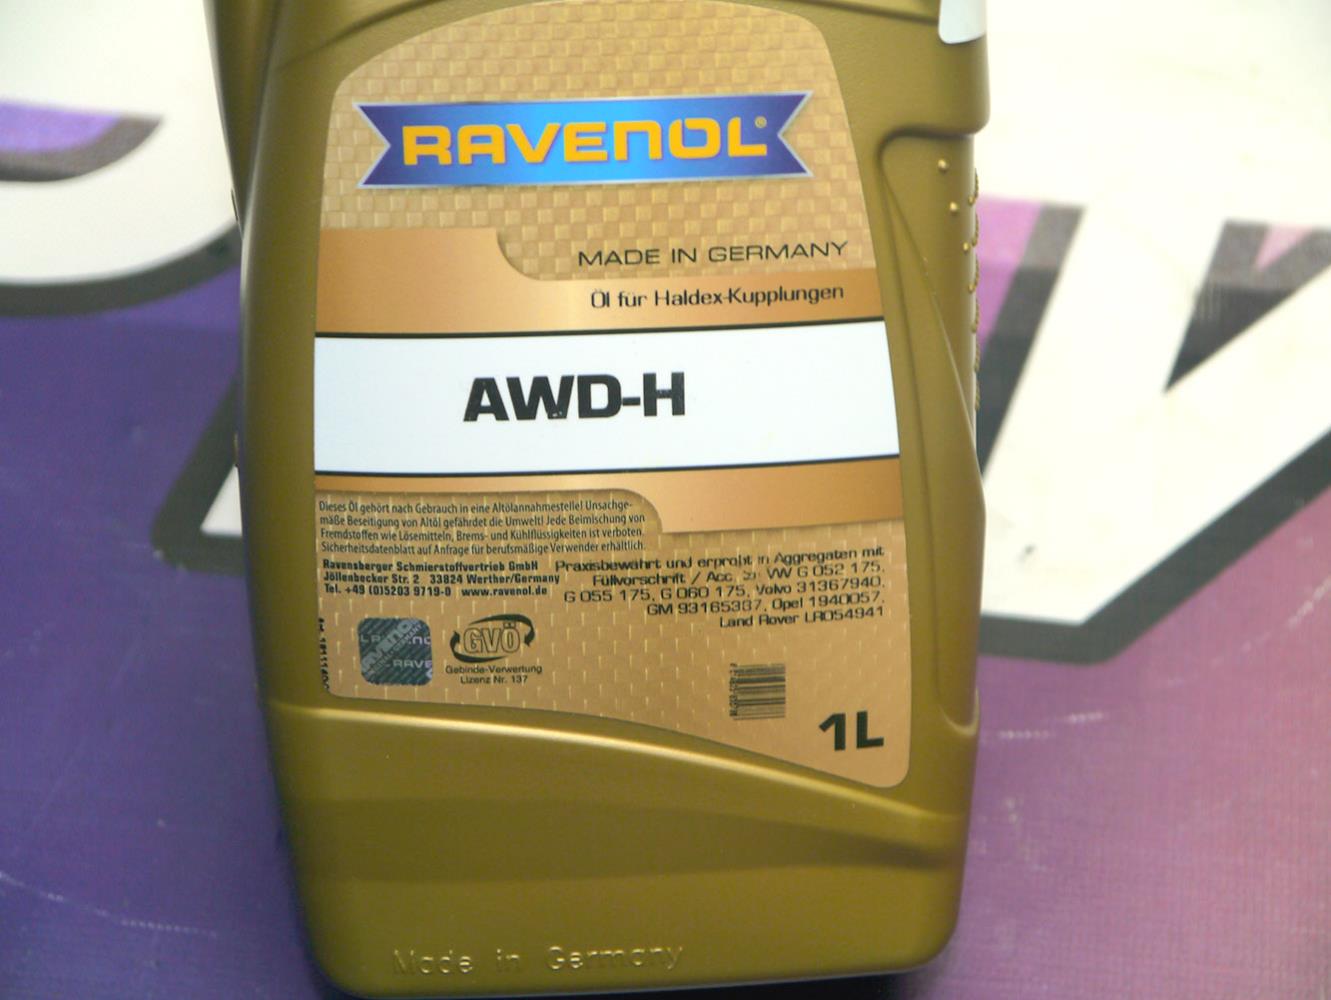 RAVENOL®
MADE IN GERMANY
Öl für Haldex-Kupplungen
AWD-H
Dieses Öl gehört nach Gebrauch in eine Altölannahmestelle! Unsachge-
mäße Beseitigung von Altöl gefährdet die Umwelt! Jede Beimischung von
Fremdstoffen wie Lösemitteln, Brems- und Kühlflüssigkeiten ist verboten.
Sicherheitsdatenblatt auf Anfrage für berufsmäßige Verwender erhältlich.
Ravensberger Schmierstoffvertrieb GmbH
Jöllenbecker Str. 2 33824 Werther/Germany
Tel. +49 (0)5203 9719-0 www.ravenol.de
Praxisbewährt und erprobt in Aggregaten mit
Füllvorschrift / Acc. to: VW G 052 175,
G 055 175, G 060 175, Volvo 31367940,
GM 93165387, Opel 1940057,
Land Rover LR054941
GVÖ
Gebinde-Verwertung
Lizenz Nr. 137
1L
Made in Germany